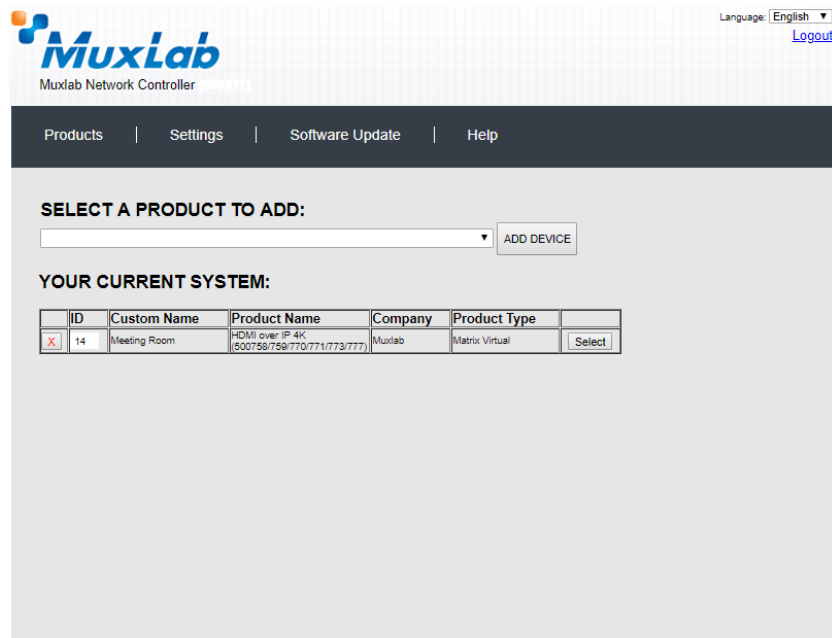 Language: English
Logout
MuxLab
Muxlab Network Controller
Products | Settings | Software Update | Help
SELECT A PRODUCT TO ADD:
ADD DEVICE
YOUR CURRENT SYSTEM:
ID Custom Name Product Name Company Product Type
X 14 Meeting Room HDMI over IP 4K Muxlab Matrix Virtual Select
(500758/759/770/771/773/777)